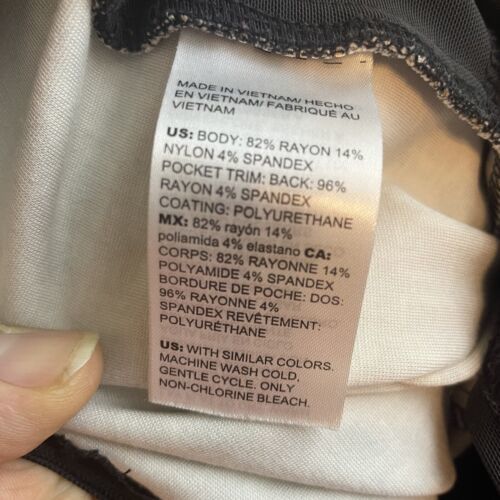 MADE IN VIETNAM/ HECHO
EN VIETNAM/ FABRIQUÉ AU
VIETNAM
US: BODY: 82% RAYON 14%
NYLON 4% SPANDEX
POCKET TRIM: BACK: 96%
RAYON 4% SPANDEX
COATING: POLYURETHANE
MX: 82% rayón 14%
poliamida 4% elastano CA:
CORPS: 82% RAYONNE 14%
POLYAMIDE 4% SPANDEX
BORDURE DE POCHE: DOS:
96% RAYONNE 4%
SPANDEX REVÊTEMENT:
POLYURÉTHANE
US: WITH SIMILAR COLORS.
MACHINE WASH COLD,
GENTLE CYCLE. ONLY
NON-CHLORINE BLEACH.